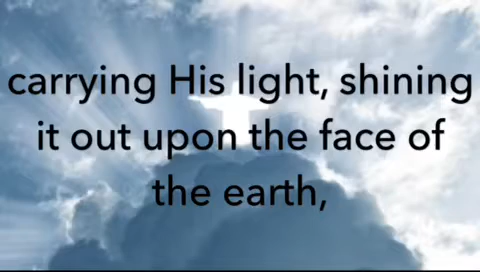 carrying His light, shining
it out upon the face of
the earth,